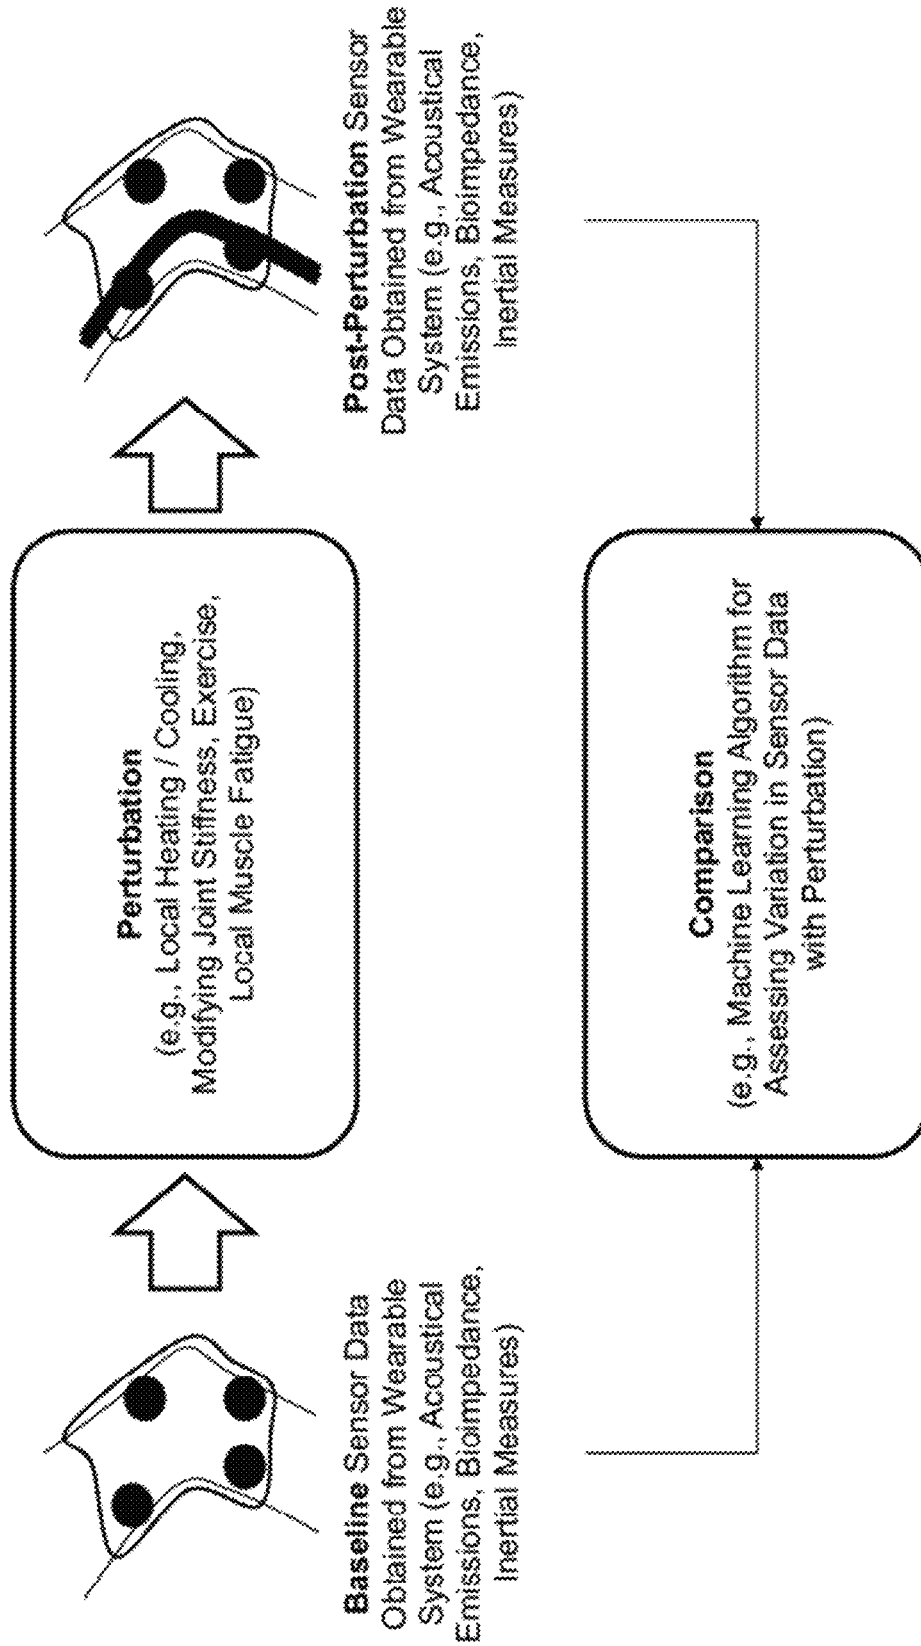 Baseline Sensor Data
Obtained from Wearable
System (e.g., Acoustical
Emissions, Bioimpedance,
Inertial Measures)
Perturbation
(e.g., Local Heating / Cooling,
Modifying Joint Stiffness, Exercise,
Local Muscle Fatigue)
Post-Perturbation Sensor
Data Obtained from Wearable
System (e.g., Acoustical
Emissions, Bioimpedance,
Inertial Measures)
Comparison
(e.g., Machine Learning Algorithm for
Assessing Variation in Sensor Data
with Perturbation)